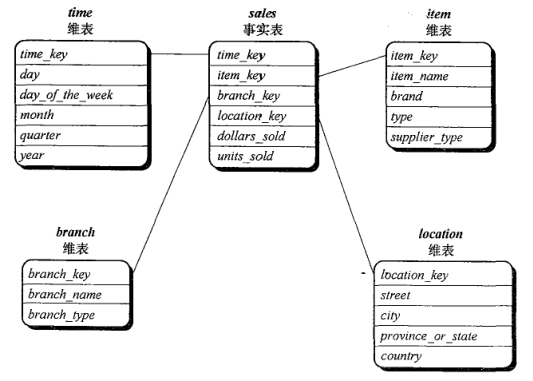 time
维表
time_key
day
day_of_the_week
month
quarter
year
sales
事实表
time_key
item_key
branch_key
location_key
dollars_sold
units_sold
item
维表
item_key
item_name
brand
type
supplier_type
branch
维表
branch_key
branch_name
branch_type
location
维表
location_key
street
city
province_or_state
country